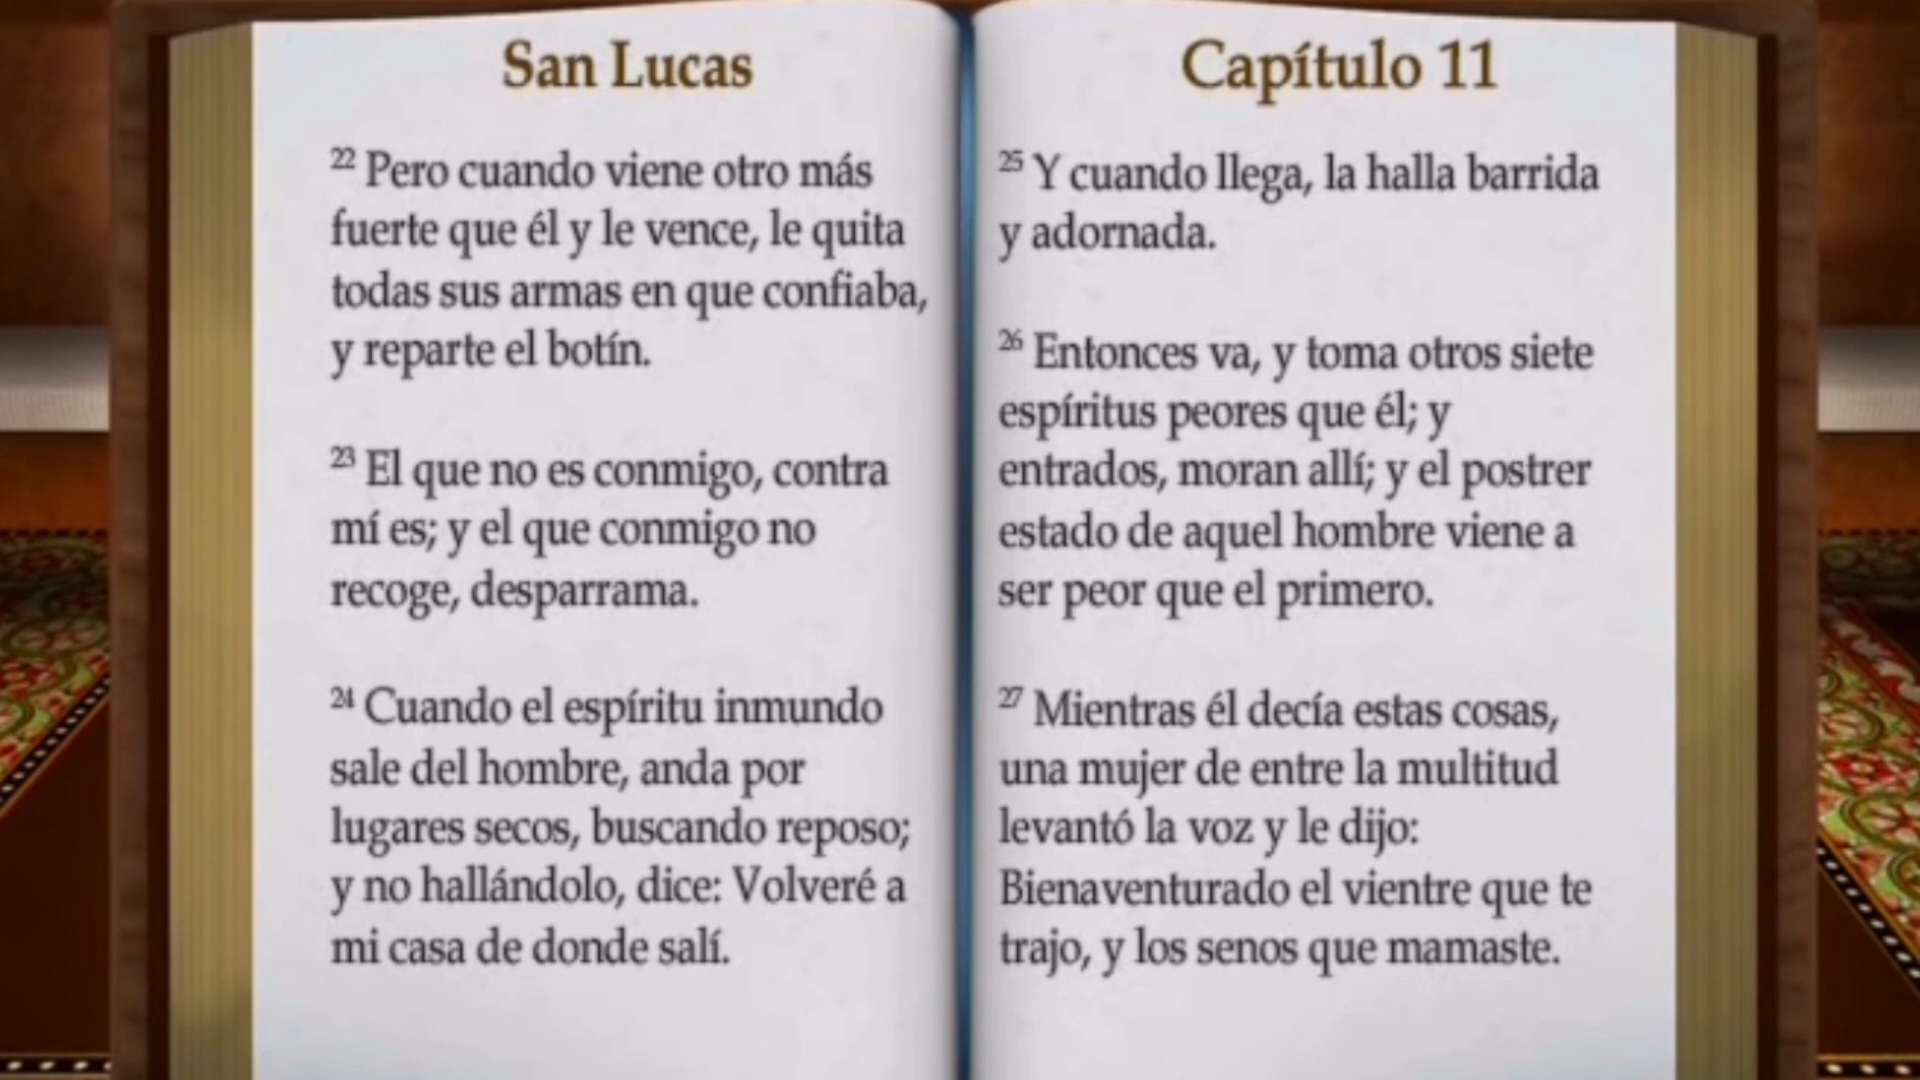 San Lucas
22 Pero cuando viene otro más
fuerte que él y le vence, le quita
todas sus armas en que confiaba,
y reparte el botín.
23 El que no es conmigo, contra
mí es; y el que conmigo no
recoge, desparrama.
24 Cuando el espíritu inmundo
sale del hombre, anda por
lugares secos, buscando reposo;
y no hallándolo, dice: Volveré a
mi casa de donde salí.
Capítulo 11
25 Y cuando llega, la halla barrida
y adornada.
26 Entonces va, y toma otros siete
espíritus peores que él; y
entrados, moran allí; y el postrer
estado de aquel hombre viene a
ser peor que el primero.
27 Mientras él decía estas cosas,
una mujer de entre la multitud
levantó la voz y le dijo:
Bienaventurado el vientre que te
trajo, y los senos que mamaste.